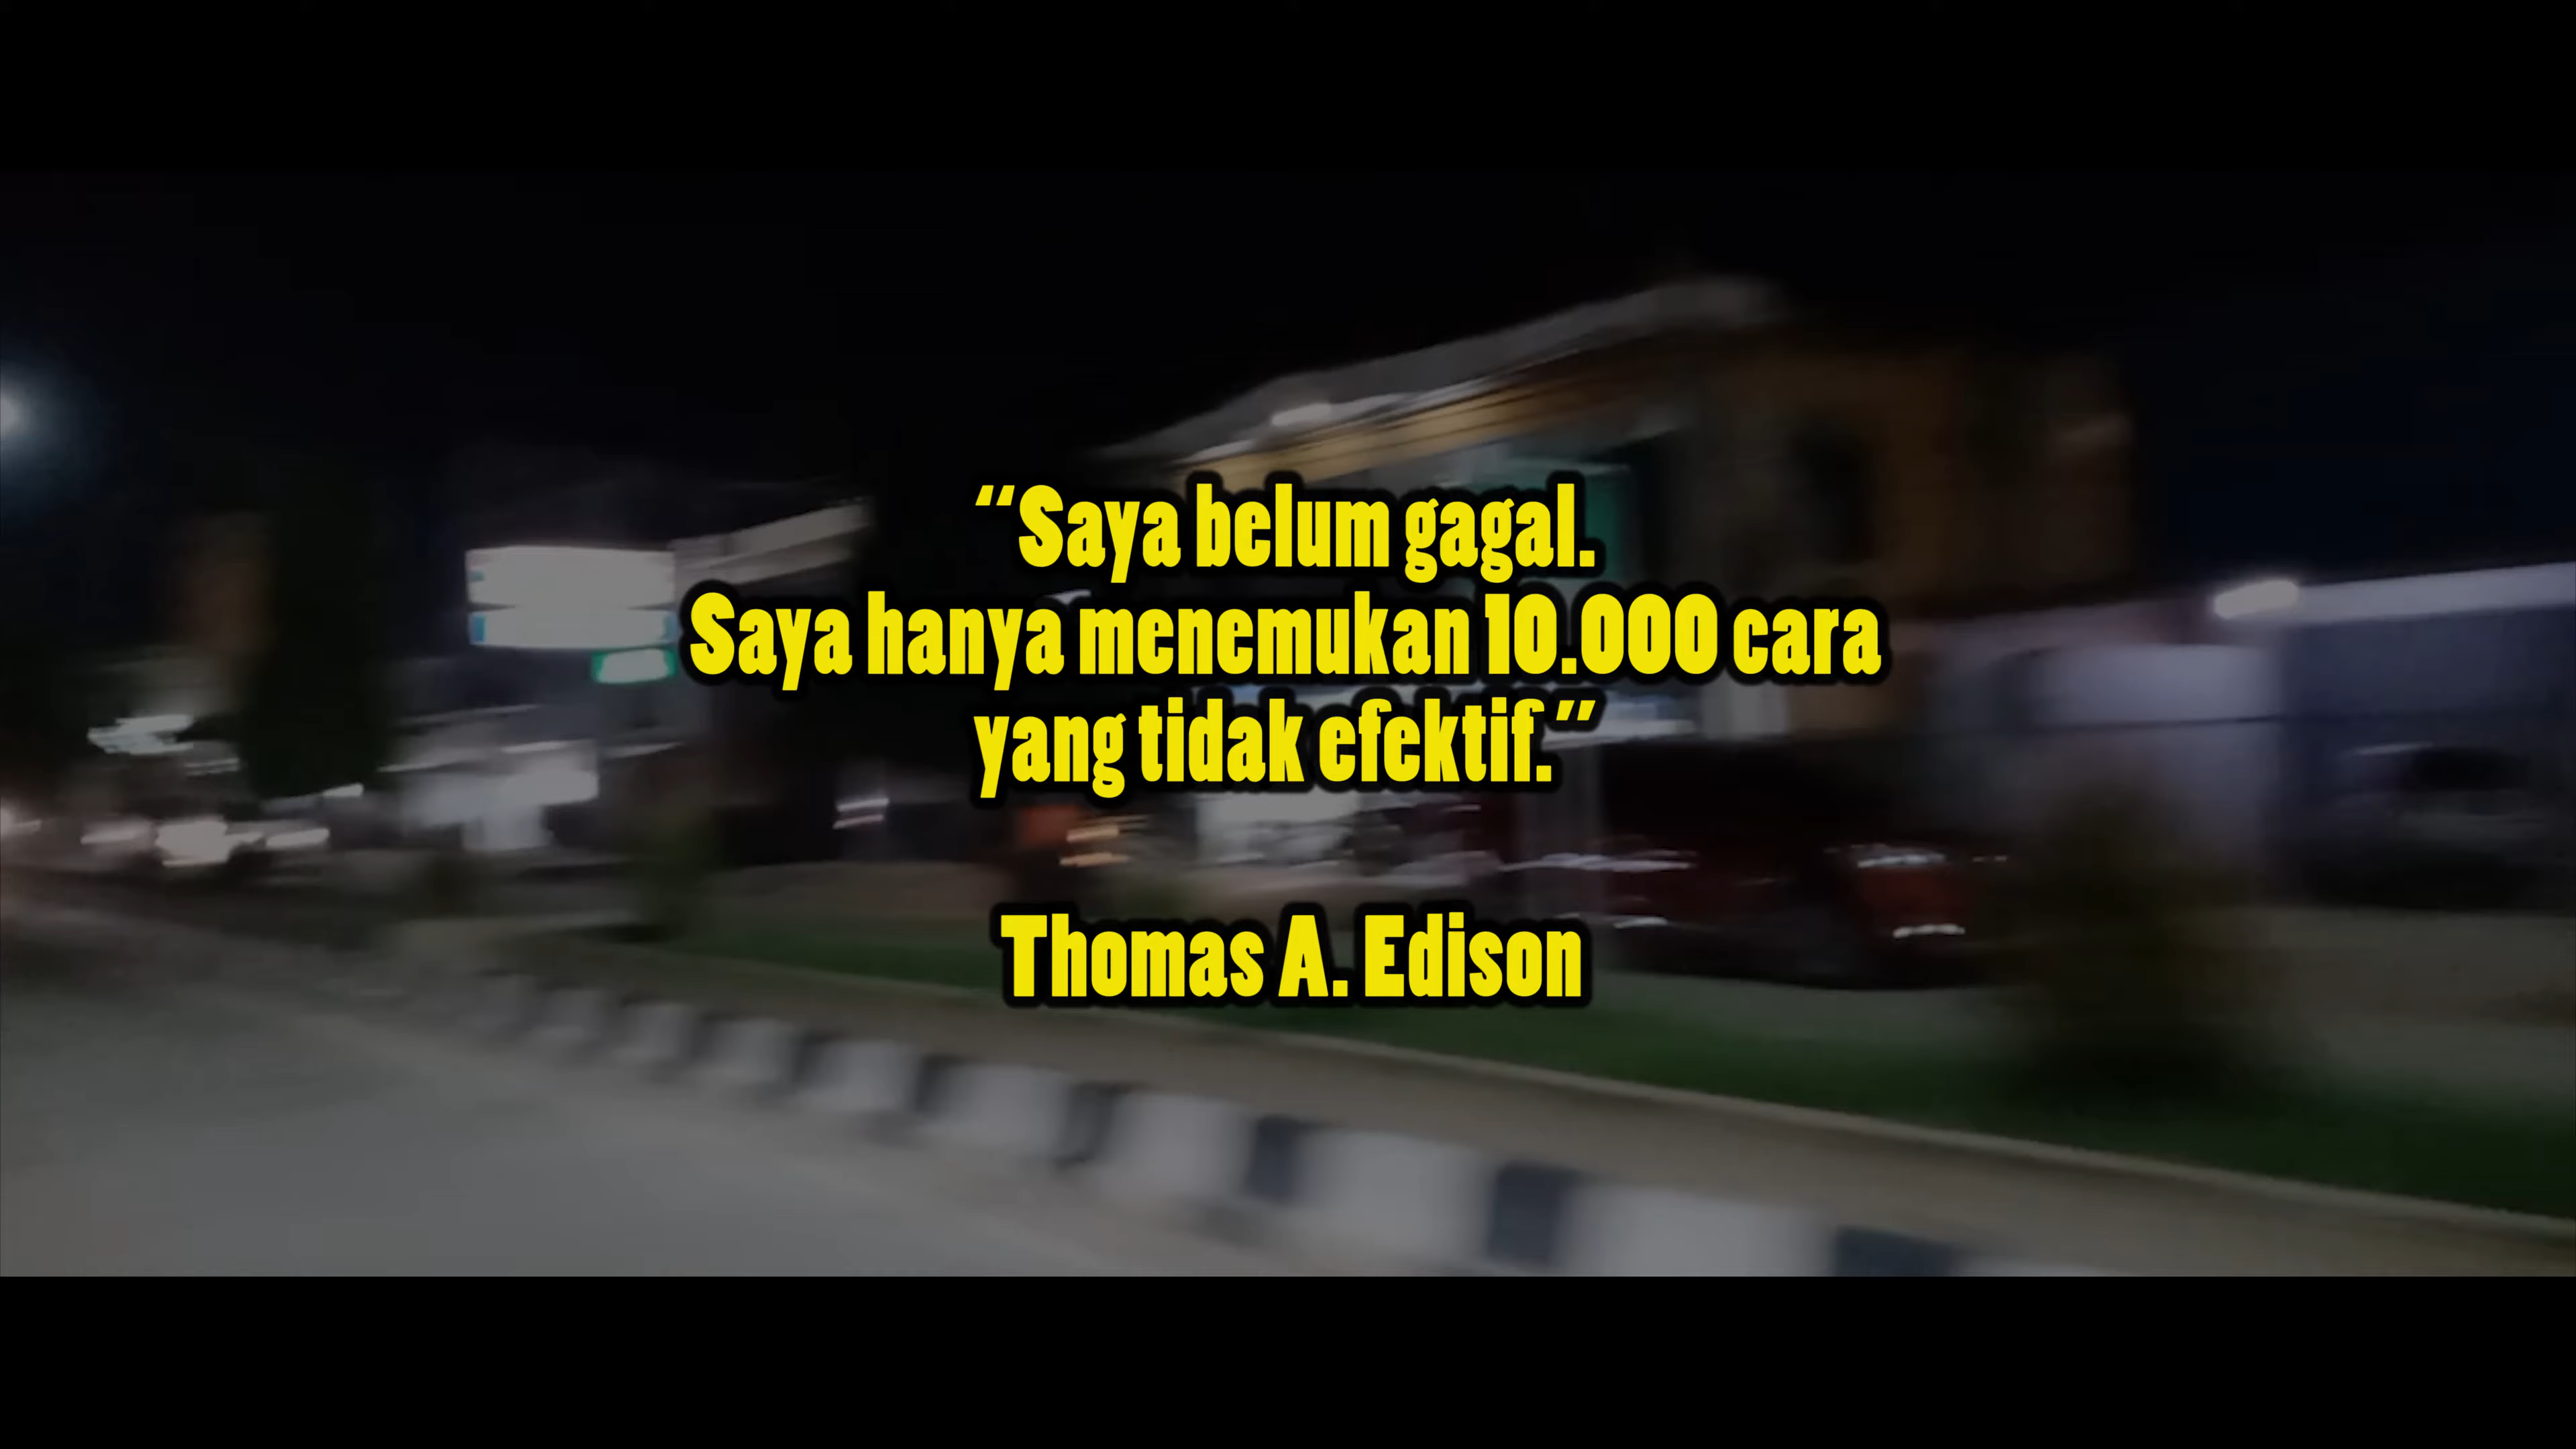 “Saya belum gagal.
Saya hanya menemukan 10.000 cara
yang tidak efektif.”
Thomas A. Edison